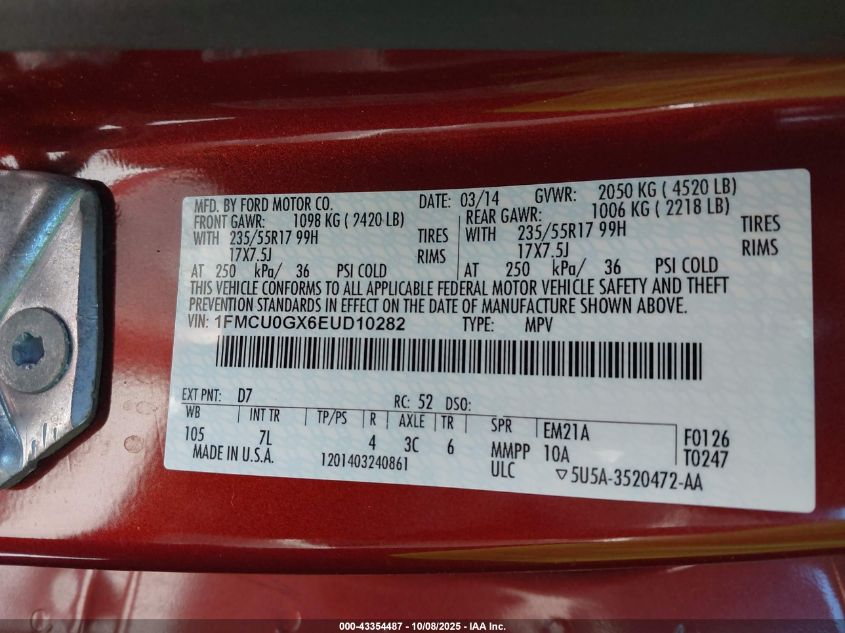 MFD. BY FORD MOTOR CO. DATE: 03/14 GVWR: 2050 KG ( 4520 LB)
FRONT GAWR: 1098 KG ( 2420 LB) REAR GAWR: 1006 KG ( 2218 LB)
WITH 235/55R17 99H TIRES WITH 235/55R17 99H TIRES
17X7.5J RIMS 17X7.5J RIMS
AT 250 kPa/ 36 PSI COLD AT 250 kPa/ 36 PSI COLD
THIS VEHICLE CONFORMS TO ALL APPLICABLE FEDERAL MOTOR VEHICLE SAFETY AND THEFT
PREVENTION STANDARDS IN EFFECT ON THE DATE OF MANUFACTURE SHOWN ABOVE.
VIN: 1FMCU0GX6EUD10282 TYPE: MPV
EXT PNT: D7 RC: 52 DSO:
WB INT TR TP/PS R AXLE TR SPR EM21A F0126
105 7L 4 3C 6 MMPP 10A T0247
MADE IN U.S.A. 1201403240861 ULC ▽5U5A-3520472-AA
000-43354487 - 10/08/2025 - IAA Inc.